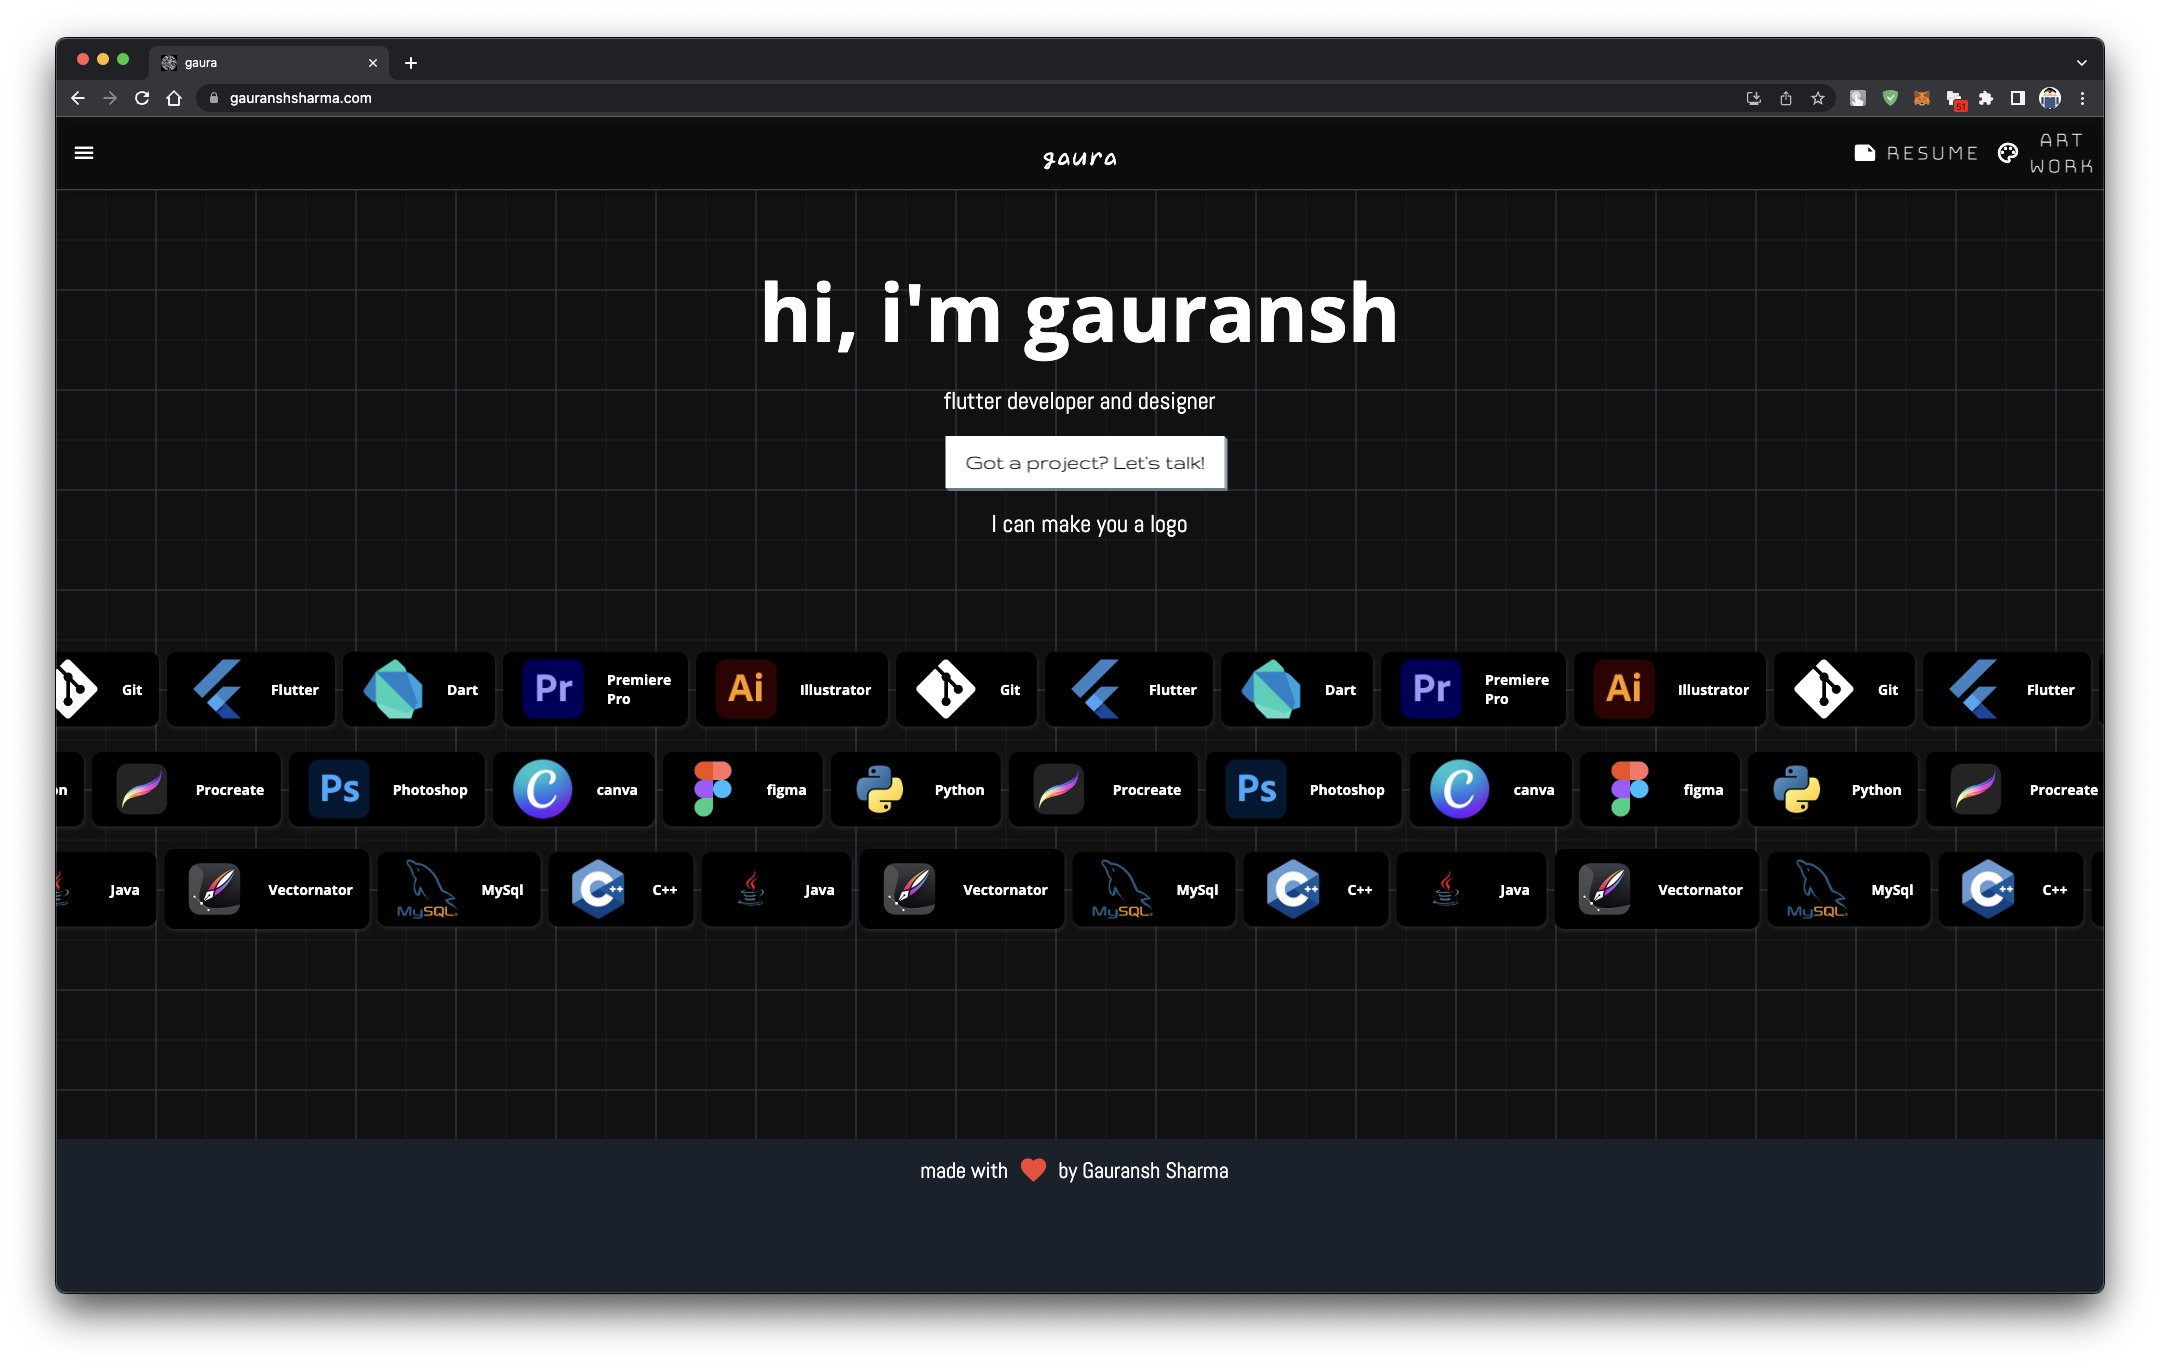 gaura
gauranshsharma.com
51
gaura
RESUME
ART
WORK
hi, i'm gauransh
flutter developer and designer
Got a project? Let's talk!
I can make you a logo
Git Flutter Dart Pr Premiere Pro Ai Illustrator Git Flutter Dart Pr Premiere Pro Ai Illustrator Git Flutter
on Procreate Ps Photoshop C canva figma Python Procreate Ps Photoshop C canva figma Python Procreate
Java Vectornator MySQL MySql C++ C++ Java Vectornator MySQL MySql C++ C++ Java Vectornator MySQL MySql C++ C++
made with by Gauransh Sharma